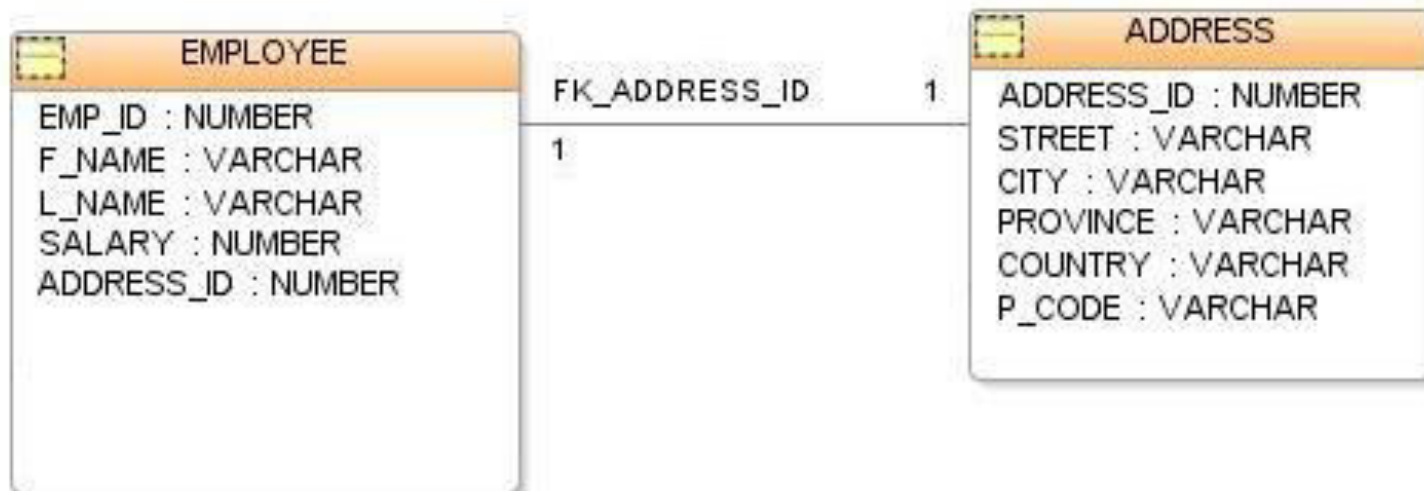 EMPLOYEE
EMP_ID : NUMBER
F_NAME : VARCHAR
L_NAME : VARCHAR
SALARY : NUMBER
ADDRESS_ID : NUMBER
FK_ADDRESS_ID 1
1
ADDRESS
ADDRESS_ID : NUMBER
STREET : VARCHAR
CITY : VARCHAR
PROVINCE : VARCHAR
COUNTRY : VARCHAR
P_CODE : VARCHAR